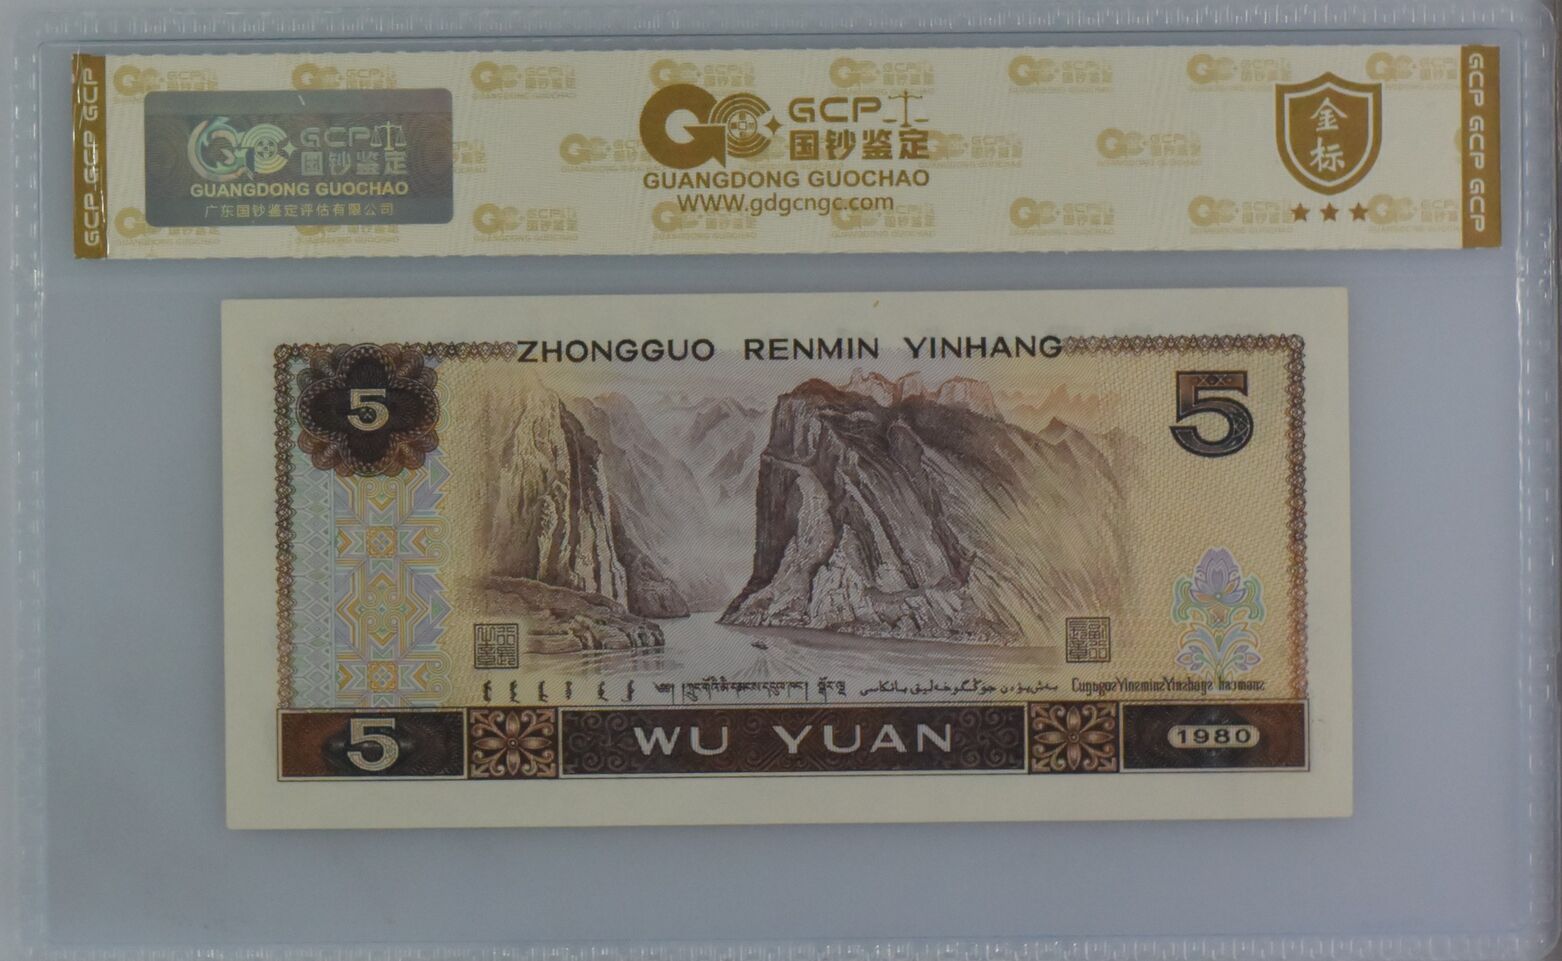 GCP
国钞鉴定
GUANGDONG GUOCHAO
广东国钞鉴定评估有限公司
GCP
国钞鉴定
GUANGDONG GUOCHAO
WWW.gdgcngc.com
金标
GCP GCP GCP
GCP GCP GCP
ZHONGGUO RENMIN YINHANG
5
5
5 WU YUAN 1980